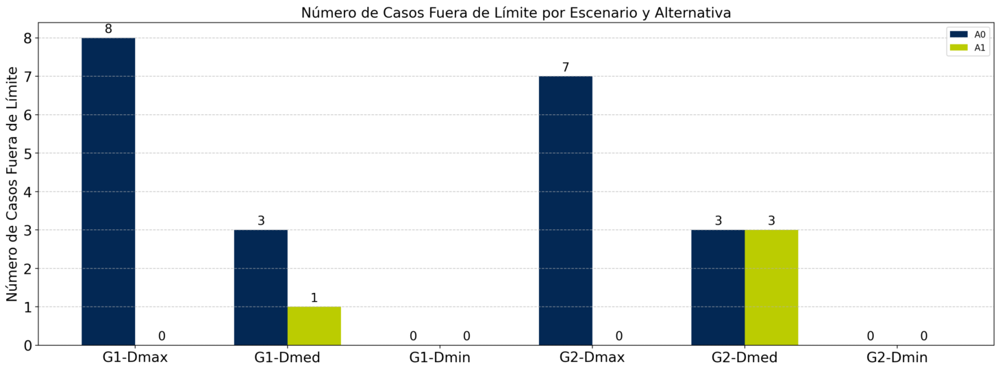 Número de Casos Fuera de Límite por Escenario y Alternativa
A0
A1
Número de Casos Fuera de Límite
8
7
6
5
4
3
2
1
0
8
0
3
1
0
0
7
0
3
3
0
0
G1-Dmax
G1-Dmed
G1-Dmin
G2-Dmax
G2-Dmed
G2-Dmin